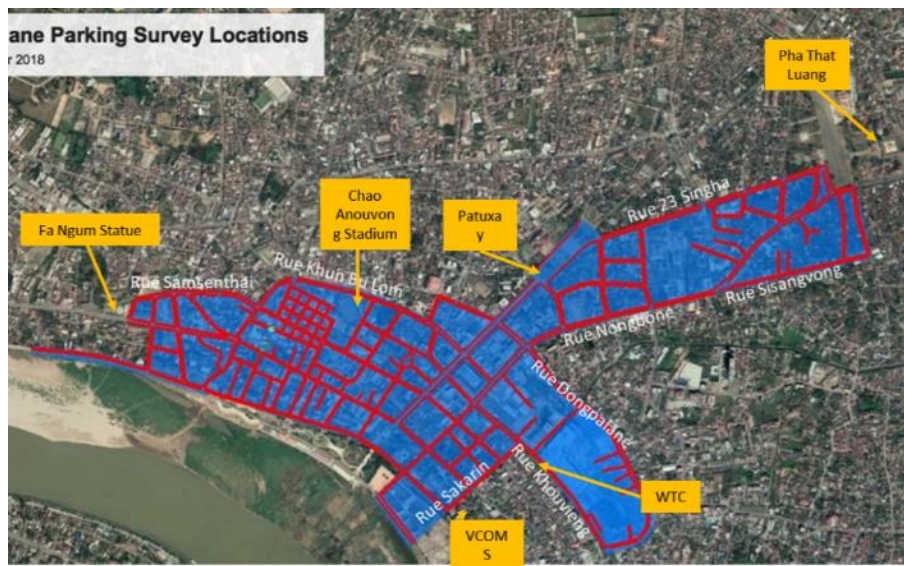 ane Parking Survey Locations
r 2018
Pha That
Luang
Chao
Anouvon
g Stadium
Patuxa
y
Fa Ngum Statue
Rue 23 Singha
Rue Samsenthai
Rue Khun Bu Lom
Rue Sisangvong
Rue Nongbone
Rue Dongpalane
Rue Khouvieng
Rue Sakarin
WTC
VCOM
S